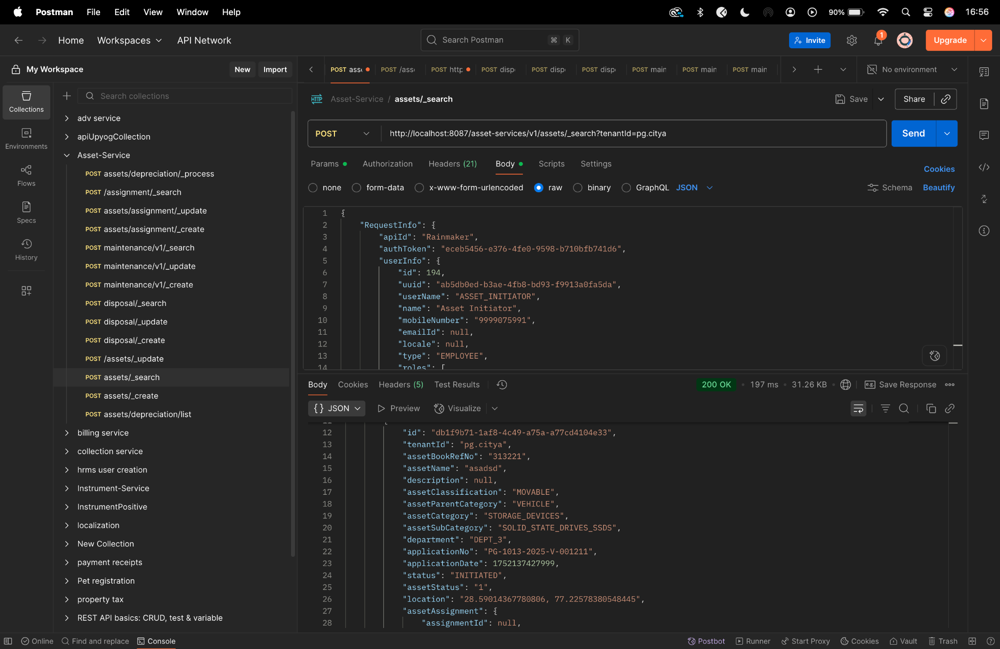 Postman File Edit View Window Help 90% 16:56
Home Workspaces API Network Search Postman ⌘ K Invite 1 Upgrade
My Workspace New Import
POST ass POST /ass POST http POST disp POST disp POST disp POST main POST main POST main No environment
Collections
Environments
Flows
Specs
History
Search collections
adv service
apiUpyogCollection
Asset-Service
POST assets/depreciation/_process
POST /assignment/_search
POST assets/assignment/_update
POST assets/assignment/_create
POST maintenance/v1/_search
POST maintenance/v1/_update
POST maintenance/v1/_create
POST disposal/_search
POST disposal/_update
POST disposal/_create
POST /assets/_update
POST assets/_search
POST assets/_create
POST assets/depreciation/list
billing service
collection service
hrms user creation
Instrument-Service
InstrumentPositive
localization
New Collection
payment receipts
Pet registration
property tax
REST API basics: CRUD, test & variable
HTTP Asset-Service / assets/_search Save Share
POST http://localhost:8087/asset-services/v1/assets/_search?tenantId=pg.citya Send
Params Authorization Headers (21) Body Scripts Settings Cookies
none form-data x-www-form-urlencoded raw binary GraphQL JSON Schema Beautify
1 {
2 "RequestInfo": {
3 "apiId": "Rainmaker",
4 "authToken": "eceb5456-e376-4fe0-9598-b710bfb741d6",
5 "userInfo": {
6 "id": 194,
7 "uuid": "ab5db0ed-b3ae-4fb8-bd93-f9913a0fa5da",
8 "userName": "ASSET_INITIATOR",
9 "name": "Asset Initiator",
10 "mobileNumber": "9999075991",
11 "emailId": null,
12 "locale": null,
13 "type": "EMPLOYEE",
14 "roles": [
Body Cookies Headers (5) Test Results 200 OK • 197 ms • 31.26 KB • e.g. Save Response
{} JSON Preview Visualize
12 "id": "db1f9b71-1af8-4c49-a75a-a77cd4104e33",
13 "tenantId": "pg.citya",
14 "assetBookRefNo": "313221",
15 "assetName": "asadsd",
16 "description": null,
17 "assetClassification": "MOVABLE",
18 "assetParentCategory": "VEHICLE",
19 "assetCategory": "STORAGE_DEVICES",
20 "assetSubCategory": "SOLID_STATE_DRIVES_SSDS",
21 "department": "DEPT_3",
22 "applicationNo": "PG-1013-2025-V-001211",
23 "applicationDate": 1752137427999,
24 "status": "INITIATED",
25 "assetStatus": "1",
26 "location": "28.59014367780806, 77.22578380548445",
27 "assetAssignment": {
28 "assignmentId": null,
Online Find and replace Console Postbot Runner Start Proxy Cookies Vault Trash